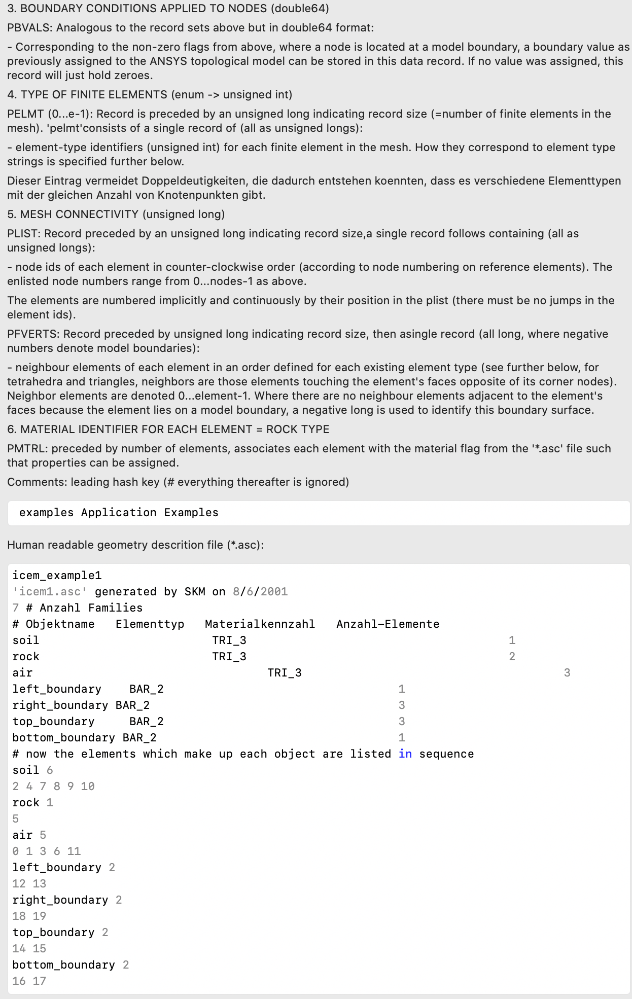 3. BOUNDARY CONDITIONS APPLIED TO NODES (double64)
PBVALS: Analogous to the record sets above but in double64 format:
- Corresponding to the non-zero flags from above, where a node is located at a model boundary, a boundary value as
previously assigned to the ANSYS topological model can be stored in this data record. If no value was assigned, this
record will just hold zeroes.
4. TYPE OF FINITE ELEMENTS (enum -> unsigned int)
PELMT (0...e-1): Record is preceded by an unsigned long indicating record size (=number of finite elements in the
mesh). 'pelmt'consists of a single record of (all as unsigned longs):
- element-type identifiers (unsigned int) for each finite element in the mesh. How they correspond to element type
strings is specified further below.
Dieser Eintrag vermeidet Doppeldeutigkeiten, die dadurch entstehen koennten, dass es verschiedene Elementtypen
mit der gleichen Anzahl von Knotenpunkten gibt.
5. MESH CONNECTIVITY (unsigned long)
PLIST: Record preceded by an unsigned long indicating record size,a single record follows containing (all as
unsigned longs):
- node ids of each element in counter-clockwise order (according to node numbering on reference elements). The
enlisted node numbers range from 0...nodes-1 as above.
The elements are numbered implicitly and continuously by their position in the plist (there must be no jumps in the
element ids).
PFVERTS: Record preceded by unsigned long indicating record size, then asingle record (all long, where negative
numbers denote model boundaries):
- neighbour elements of each element in an order defined for each existing element type (see further below, for
tetrahedra and triangles, neighbors are those elements touching the element's faces opposite of its corner nodes).
Neighbor elements are denoted 0...element-1. Where there are no neighbour elements adjacent to the element's
faces because the element lies on a model boundary, a negative long is used to identify this boundary surface.
6. MATERIAL IDENTIFIER FOR EACH ELEMENT = ROCK TYPE
PMTRL: preceded by number of elements, associates each element with the material flag from the '*.asc' file such
that properties can be assigned.
Comments: leading hash key (# everything thereafter is ignored)
examples Application Examples
Human readable geometry descrition file (*.asc):
icem_example1
'icem1.asc' generated by SKM on 8/6/2001
7 # Anzahl Families
# Objektname   Elementtyp   Materialkennzahl   Anzahl-Elemente
soil                         TRI_3                                      1
rock                         TRI_3                                      2
air                                  TRI_3                                      3
left_boundary    BAR_2                                  1
right_boundary BAR_2                                    3
top_boundary     BAR_2                                  3
bottom_boundary BAR_2                                   1
# now the elements which make up each object are listed in sequence
soil 6
2 4 7 8 9 10
rock 1
5
air 5
0 1 3 6 11
left_boundary 2
12 13
right_boundary 2
18 19
top_boundary 2
14 15
bottom_boundary 2
16 17